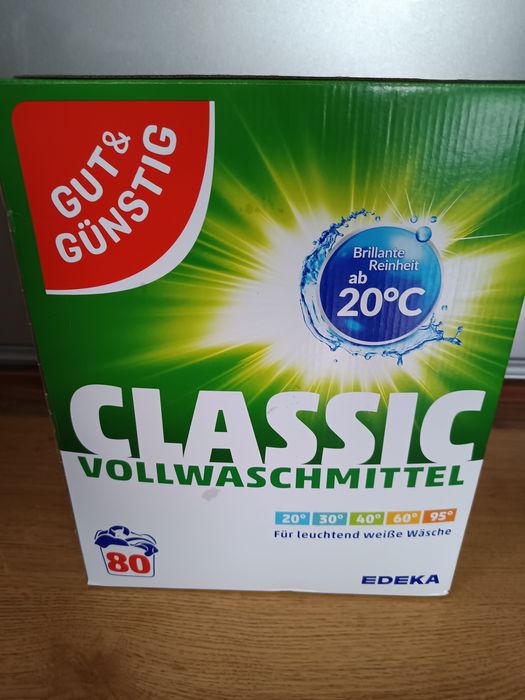 GUT&
GÜNSTIG
Brillante
Reinheit
ab
20°C
CLASSIC
VOLLWASCHMITTEL
20° 30° 40° 60° 95°
Für leuchtend weiße Wäsche
80
EDEKA